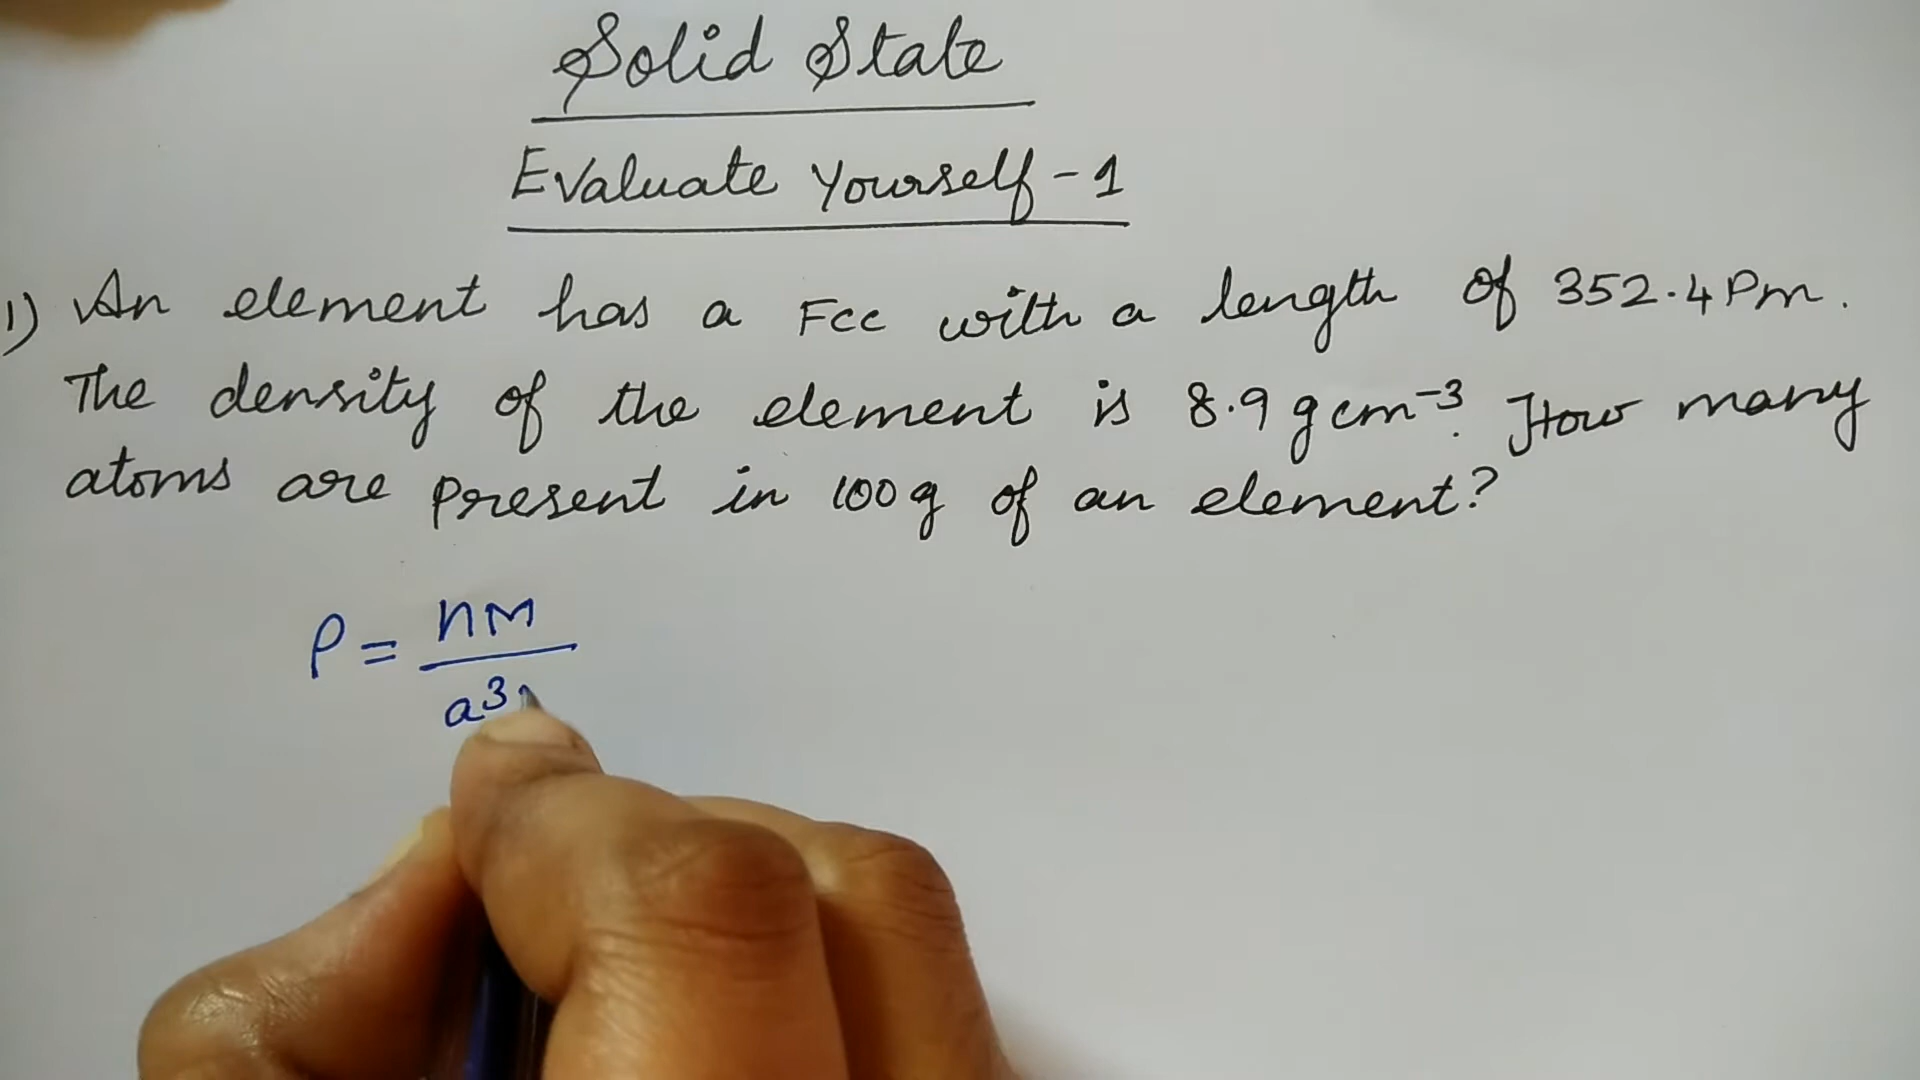 Solid State
Evaluate Yourself - 1
1) An element has a Fcc with a length of 352.4 Pm.
The density of the element is 8.9 g cm⁻³. How many
atoms are present in 100 g of an element?
ρ = nM
a³